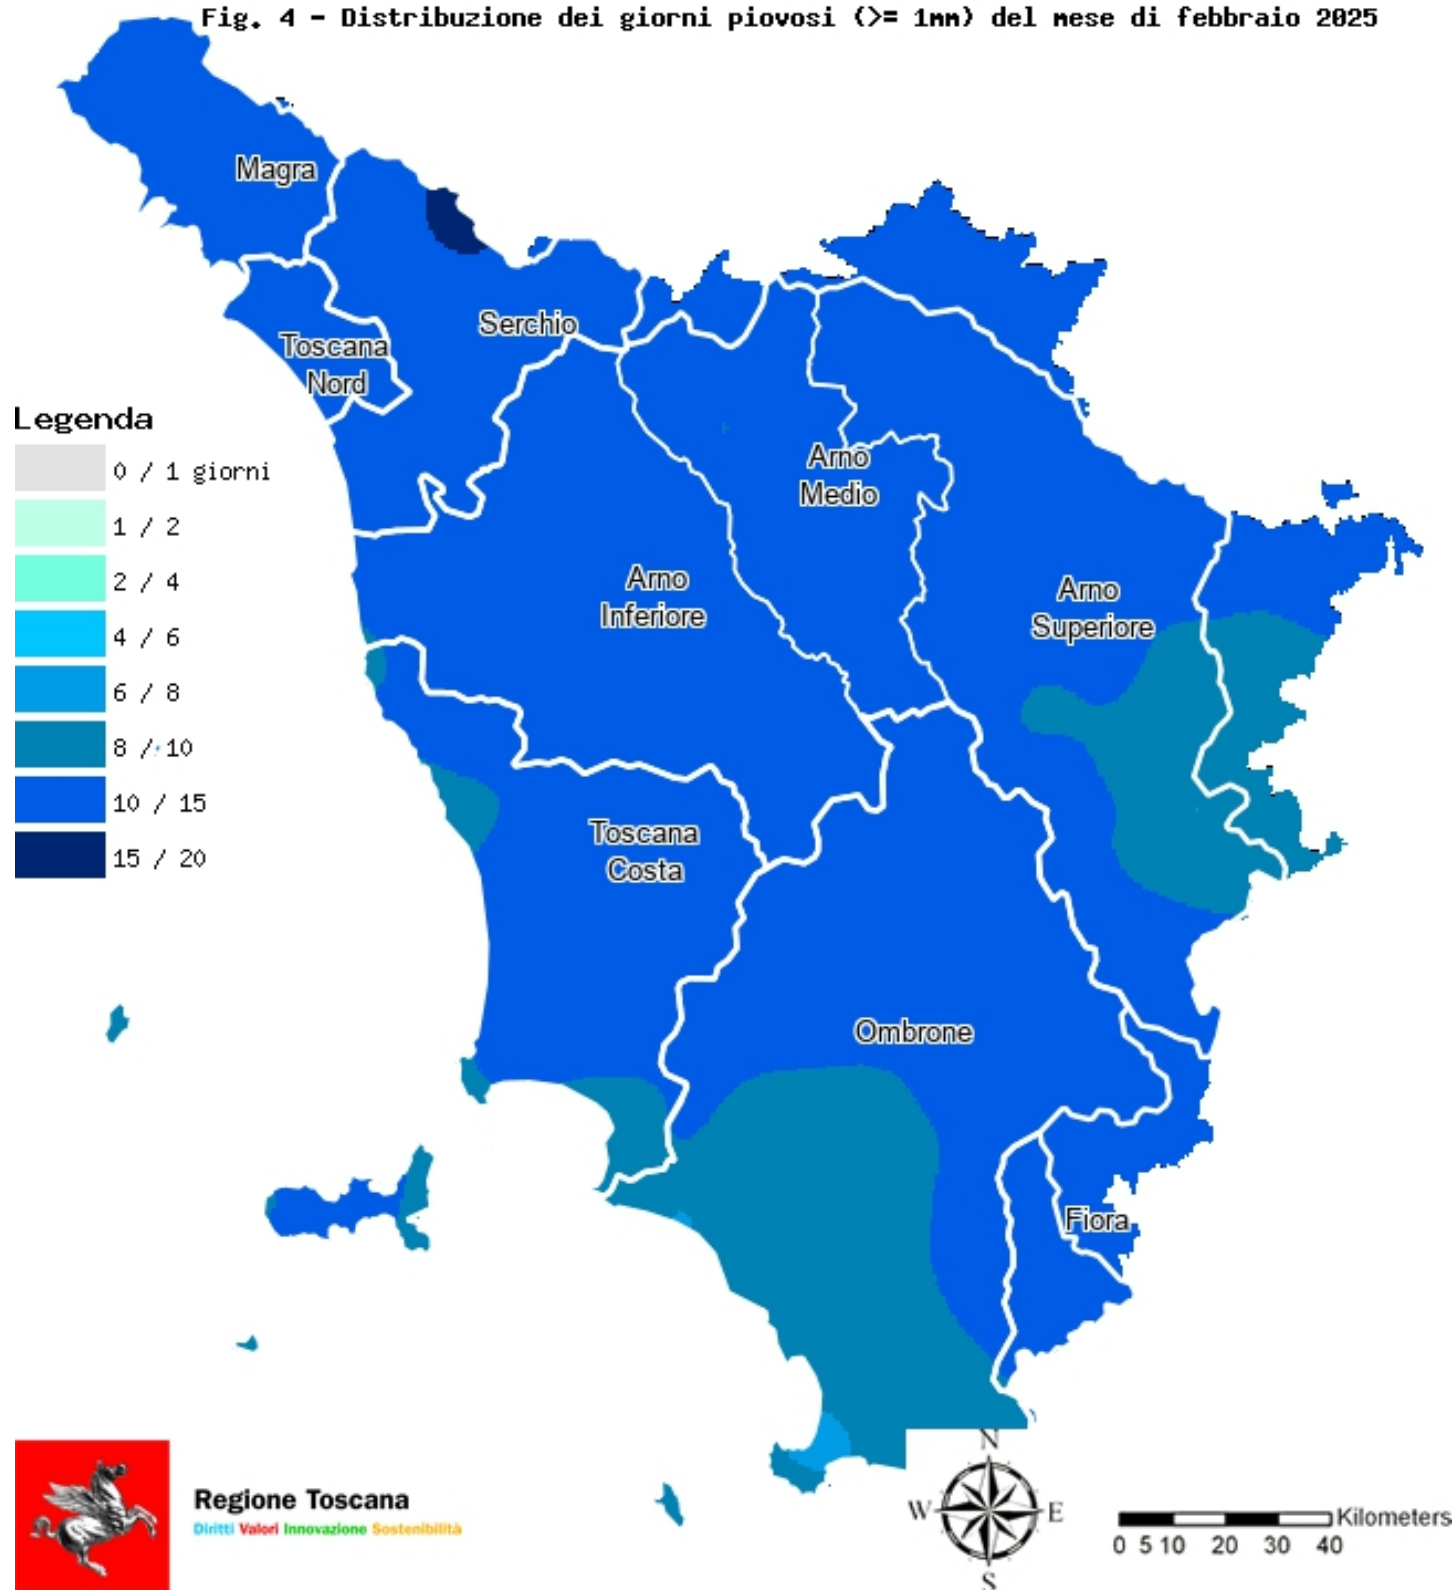 Fig. 4 - Distribuzione dei giorni piovosi (>= 1mm) del mese di febbraio 2025
Magra
Serchio
Toscana
Nord
Legenda
0 / 1 giorni
1 / 2
2 / 4
4 / 6
6 / 8
8 / 10
10 / 15
15 / 20
Arno
Medio
Arno
Inferiore
Arno
Superiore
Toscana
Costa
Ombrone
Fiora
Regione Toscana
Diritti Valori Innovazione Sostenibilità
N
W
E
S
Kilometers
0 5 10 20 30 40